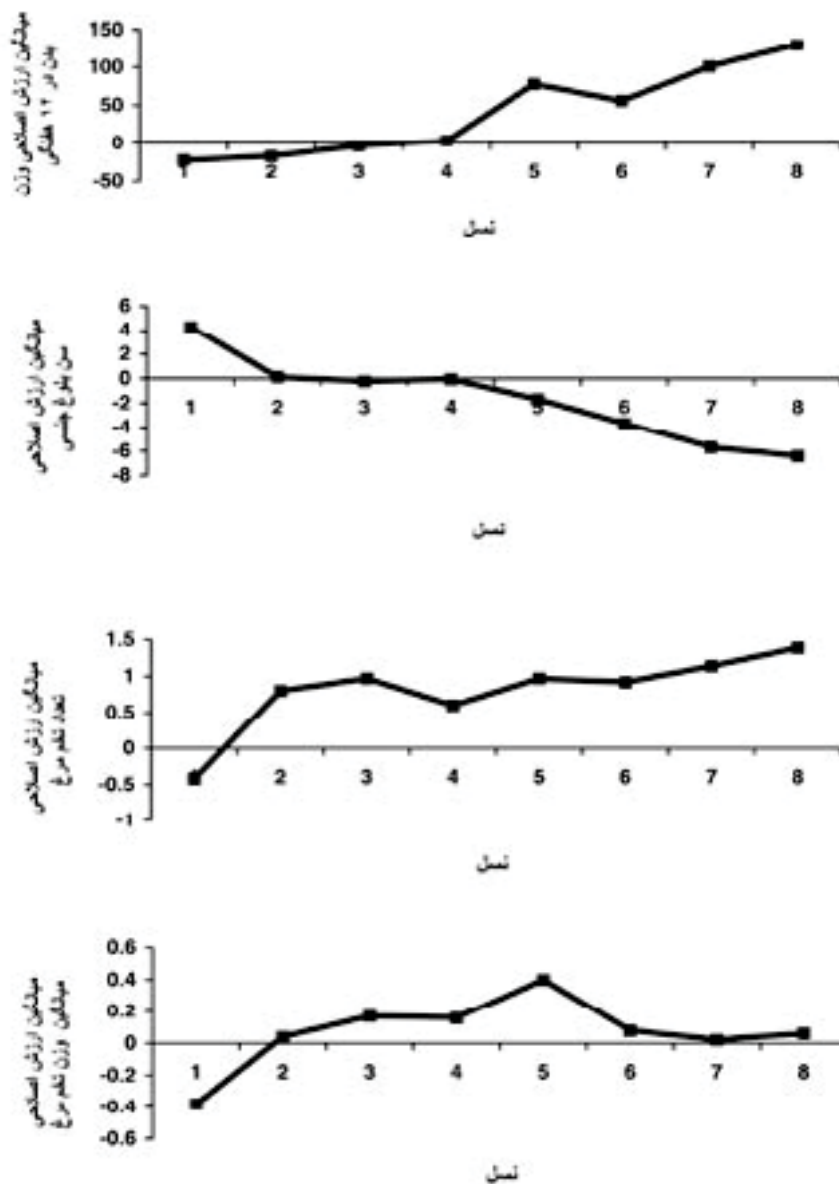 میانگین ارزش اصلاحی وزن
بدن در ۱۲ هفتگی
150
100
50
0
-50
1 2 3 4 5 6 7 8
نسل
میانگین ارزش اصلاحی
سن بلوغ جنسی
6
4
2
0
-2
-4
-6
-8
1 2 3 4 5 6 7 8
نسل
میانگین ارزش اصلاحی
تعداد تخم مرغ
1.5
1
0.5
0
-0.5
-1
1 2 3 4 5 6 7 8
نسل
میانگین ارزش اصلاحی
میانگین وزن تخم مرغ
0.6
0.4
0.2
0
-0.2
-0.4
-0.6
1 2 3 4 5 6 7 8
نسل